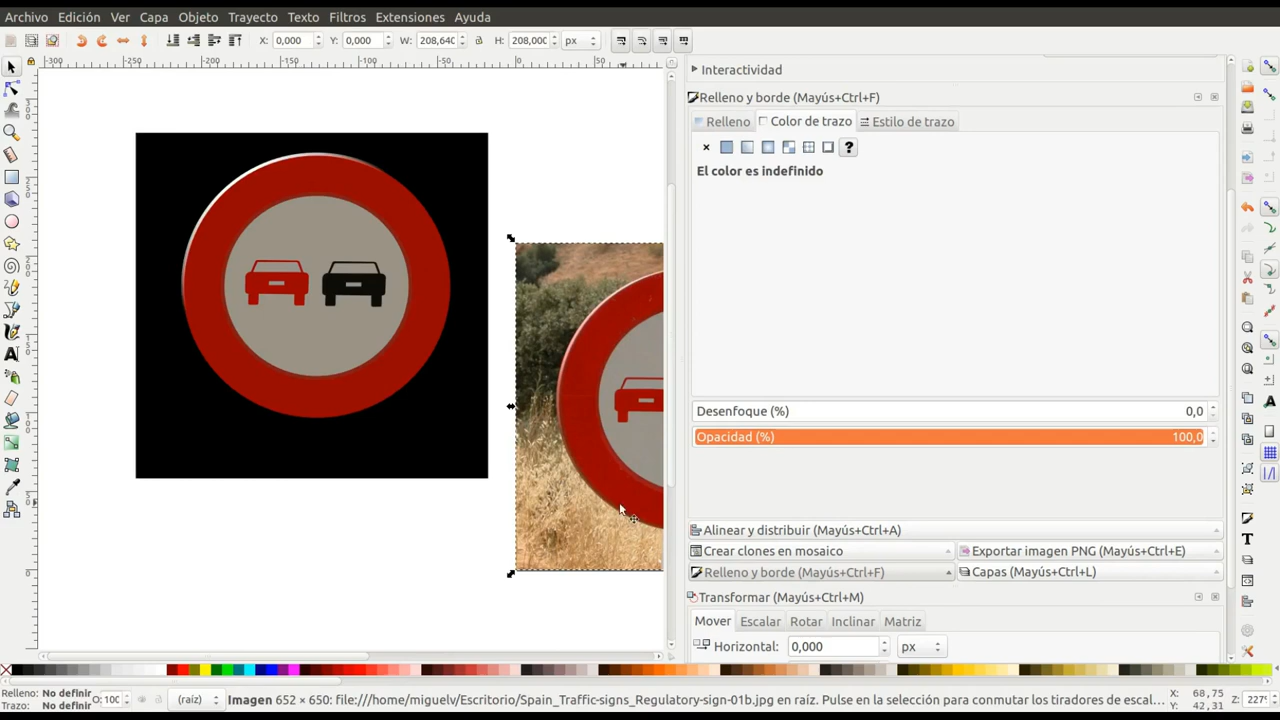 Archivo Edición Ver Capa Objeto Trayecto Texto Filtros Extensiones Ayuda
X: 0,000 Y: 0,000 W: 208,640 H: 208,000 px
Interactividad
Relleno y borde (Mayús+Ctrl+F)
Relleno Color de trazo Estilo de trazo
El color es indefinido
Desenfoque (%) 0,0
Opacidad (%) 100,0
Alinear y distribuir (Mayús+Ctrl+A)
Crear clones en mosaico Exportar imagen PNG (Mayús+Ctrl+E)
Relleno y borde (Mayús+Ctrl+F) Capas (Mayús+Ctrl+L)
Transformar (Mayús+Ctrl+M)
Mover Escalar Rotar Inclinar Matriz
Horizontal: 0,000 px
Relleno: No definir
Trazo: No definir
O: 100 (raíz) Imagen 652 × 650: file:///home/miguelv/Escritorio/Spain_Traffic-signs_Regulatory-sign-01b.jpg en raíz. Pulse en la selección para conmutar los tiradores de escal...
X: 68,75
Y: 42,31
Z: 227%